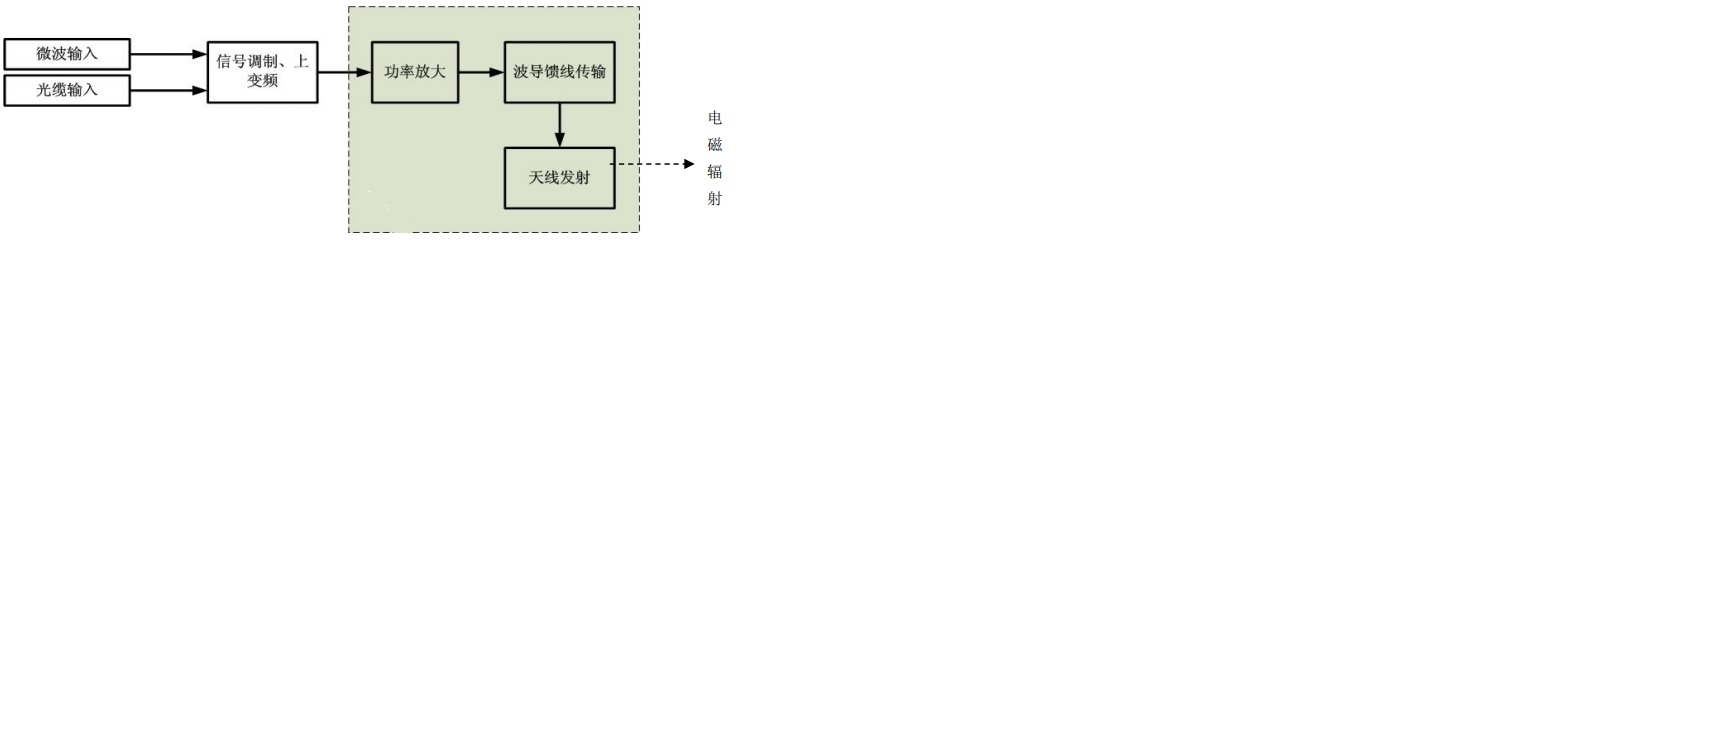 微波输入
光缆输入
信号调制、上
变频
功率放大
波导馈线传输
天线发射
电
磁
辐
射